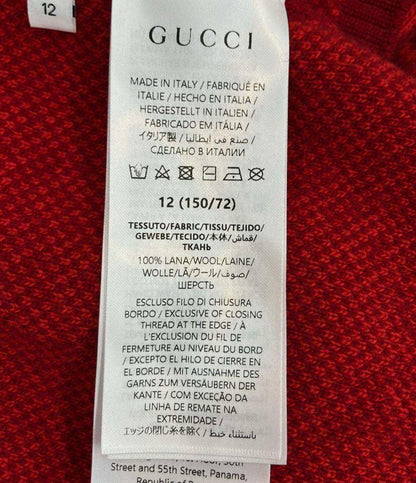 12
GUCCI
MADE IN ITALY / FABRIQUÉ EN
ITALIE / HECHO EN ITALIA /
HERGESTELLT IN ITALIEN /
FABRICADO EM ITÁLIA /
イタリア製 / صنع في ايطاليا /
СДЕЛАНО В ИТАЛИИ
12 (150/72)
TESSUTO/FABRIC/TISSU/TEJIDO/
GEWEBE/TECIDO/本体/قماش/
ТКАНЬ
100% LANA/WOOL/LAINE/
WOLLE/LÃ/ウール/صوف/
ШЕРСТЬ
ESCLUSO FILO DI CHIUSURA
BORDO / EXCLUSIVE OF CLOSING
THREAD AT THE EDGE / À
L'EXCLUSION DU FIL DE
FERMETURE AU NIVEAU DU BORD
/ EXCEPTO EL HILO DE CIERRE EN
EL BORDE / MIT AUSNAHME DES
GARNS ZUM VERSÄUBERN DER
KANTE / COM EXCEÇÃO DA
LINHA DE REMATE NA
EXTREMIDADE /
エッジの閉じ糸を除く / باستثناء خيط
Street and 55th Street, Panama,
Republic of